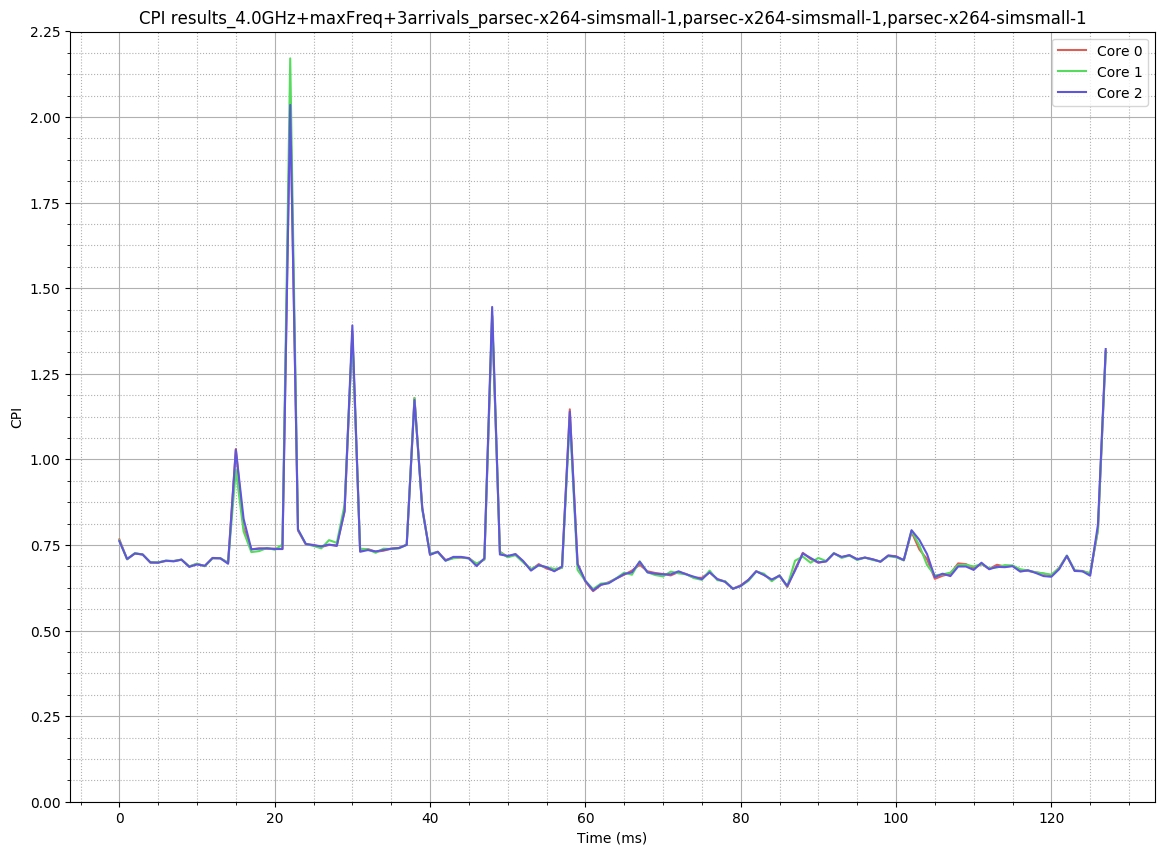 CPI results_4.0GHz+maxFreq+3arrivals_parsec-x264-simsmall-1,parsec-x264-simsmall-1,parsec-x264-simsmall-1
Core 0
Core 1
Core 2
2.25
2.00
1.75
1.50
1.25
1.00
0.75
0.50
0.25
0.00
CPI
0 20 40 60 80 100 120
Time (ms)